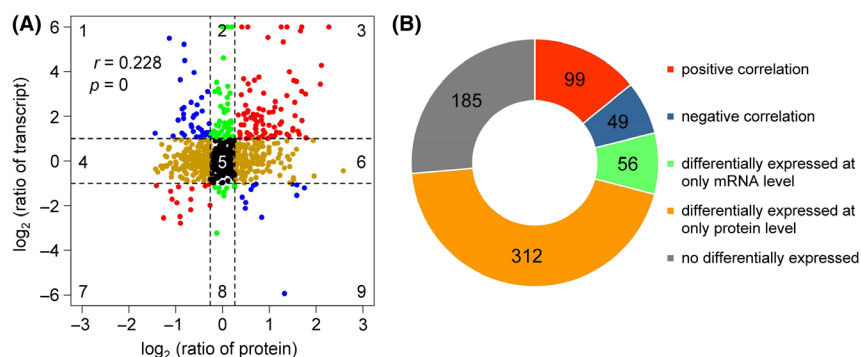 (A)
1 2 3
r = 0.228
p = 0
4 5 6
7 8 9
6
4
2
0
−2
−4
−6
−3 −2 −1 0 1 2 3
log2 (ratio of transcript)
log2 (ratio of protein)
(B)
99
49
56
312
185
positive correlation
negative correlation
differentially expressed at
only mRNA level
differentially expressed at
only protein level
no differentially expressed